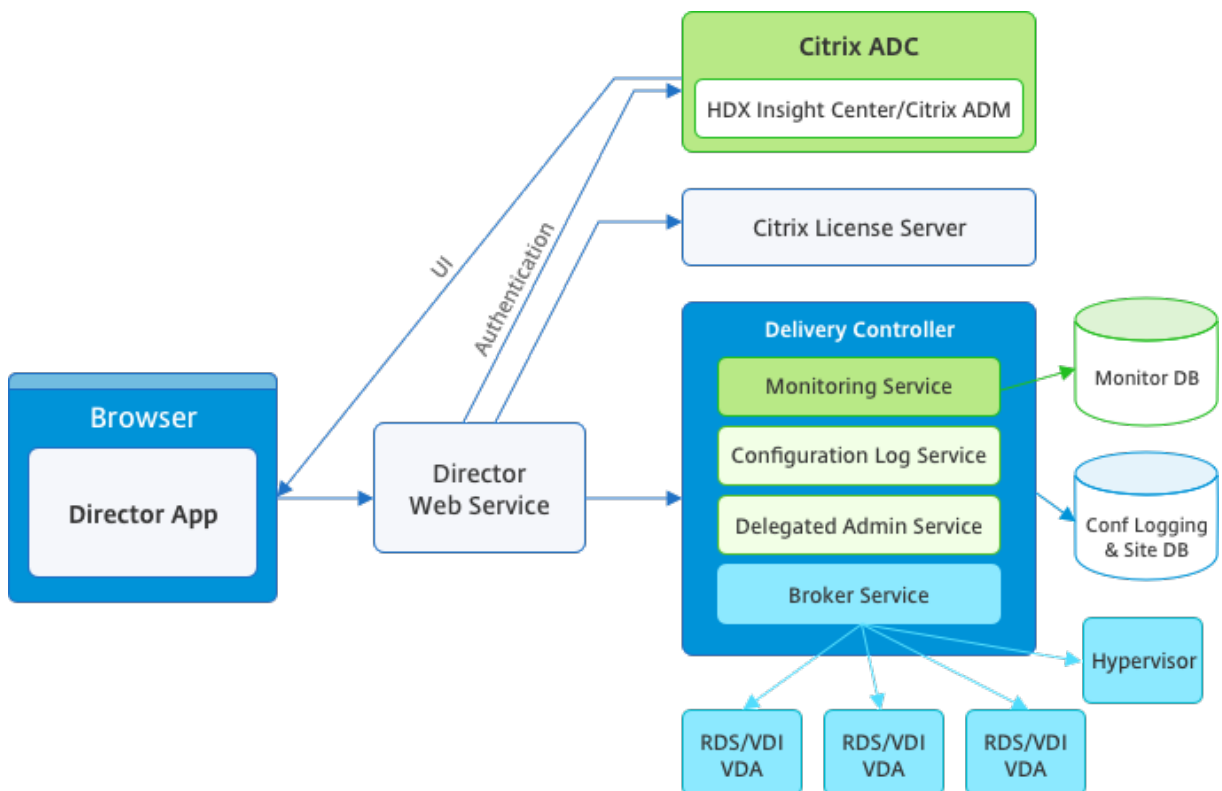 Citrix ADC
HDX Insight Center/Citrix ADM
UI
Authentication
Citrix License Server
Browser
Director App
Director
Web Service
Delivery Controller
Monitoring Service
Configuration Log Service
Delegated Admin Service
Broker Service
Monitor DB
Conf Logging
& Site DB
Hypervisor
RDS/VDI
VDA
RDS/VDI
VDA
RDS/VDI
VDA